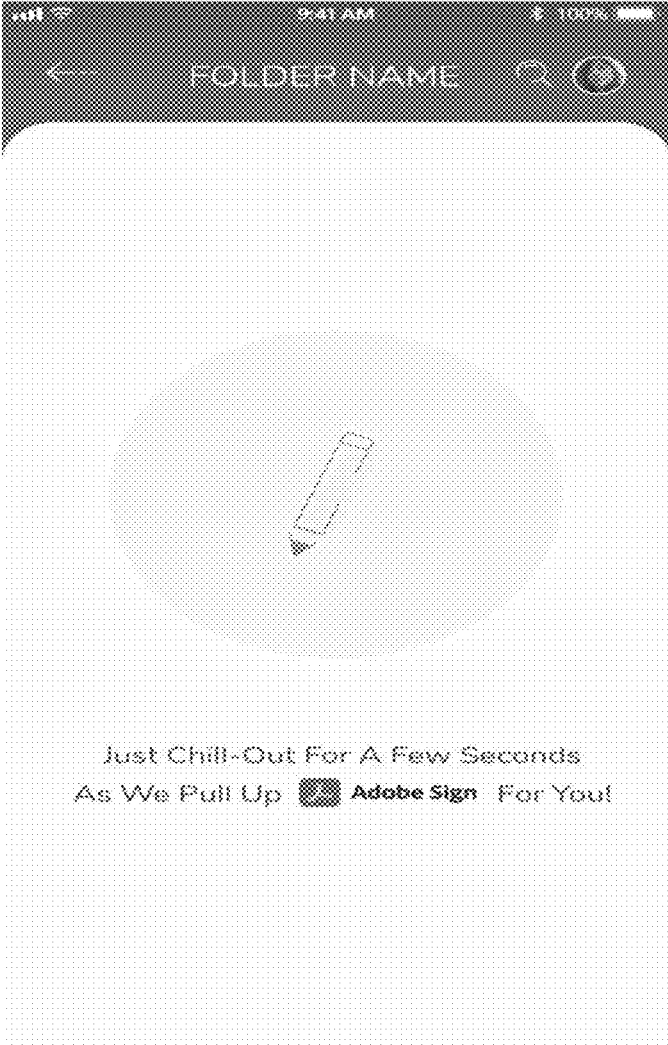 9:41 AM 100%
FOLDER NAME
Just Chill-Out For A Few Seconds
As We Pull Up Adobe Sign For You!